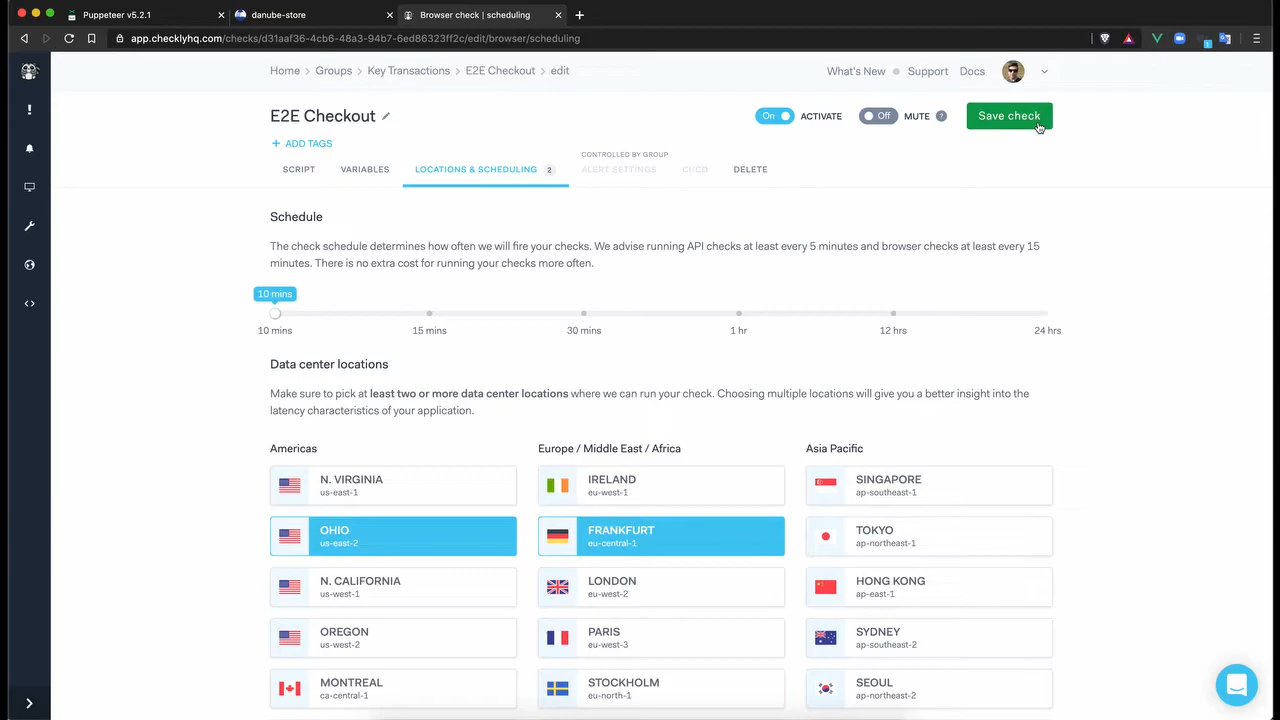 Puppeteer v5.2.1
danube-store
Browser check | scheduling
app.checklyhq.com/checks/d31aaf36-4cb6-48a3-94b7-6ed86323ff2c/edit/browser/scheduling
Home > Groups > Key Transactions > E2E Checkout > edit
What's New
Support
Docs
E2E Checkout
On
ACTIVATE
Off
MUTE
?
Save check
+ ADD TAGS
CONTROLLED BY GROUP
SCRIPT
VARIABLES
LOCATIONS & SCHEDULING 2
ALERT SETTINGS
CI/CD
DELETE
Schedule
The check schedule determines how often we will fire your checks. We advise running API checks at least every 5 minutes and browser checks at least every 15
minutes. There is no extra cost for running your checks more often.
10 mins
10 mins
15 mins
30 mins
1 hr
12 hrs
24 hrs
Data center locations
Make sure to pick at least two or more data center locations where we can run your check. Choosing multiple locations will give you a better insight into the
latency characteristics of your application.
Americas
N. VIRGINIA
us-east-1
OHIO
us-east-2
N. CALIFORNIA
us-west-1
OREGON
us-west-2
MONTREAL
ca-central-1
Europe / Middle East / Africa
IRELAND
eu-west-1
FRANKFURT
eu-central-1
LONDON
eu-west-2
PARIS
eu-west-3
STOCKHOLM
eu-north-1
Asia Pacific
SINGAPORE
ap-southeast-1
TOKYO
ap-northeast-1
HONG KONG
ap-east-1
SYDNEY
ap-southeast-2
SEOUL
ap-northeast-2